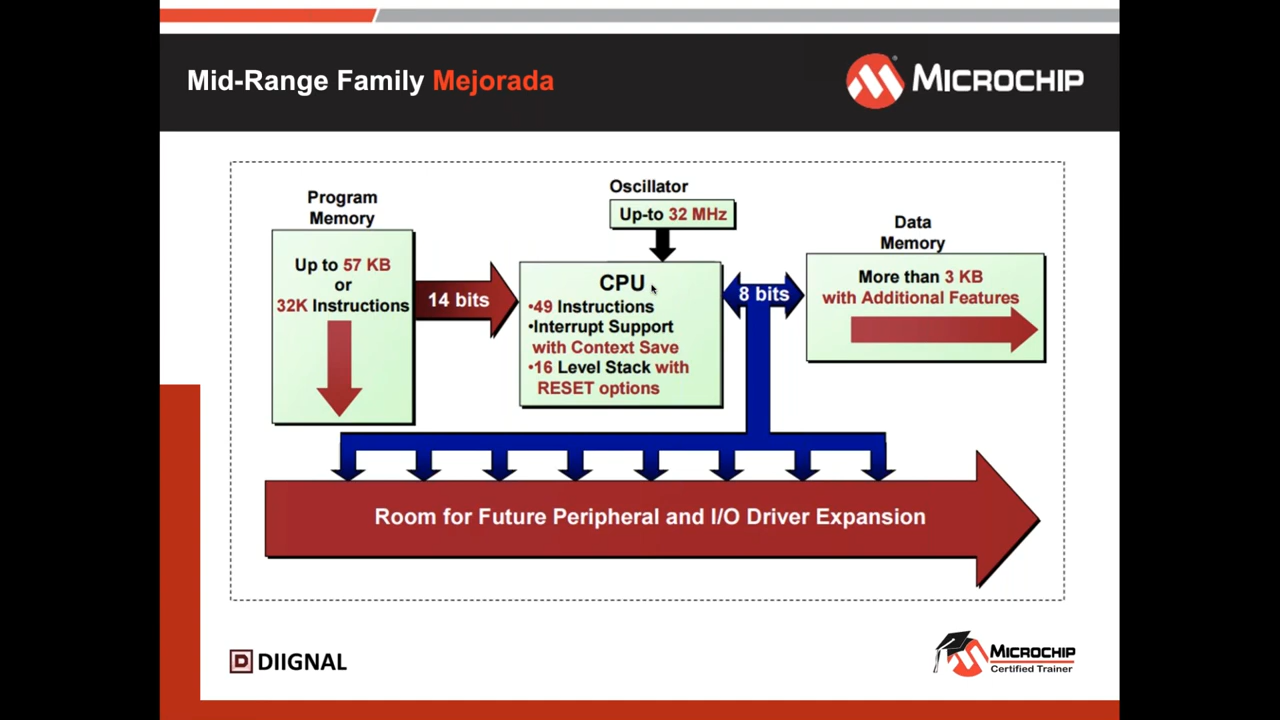 Mid-Range Family Mejorada
MICROCHIP
Program
Memory
Up to 57 KB
or
32K Instructions
14 bits
Oscillator
Up-to 32 MHz
CPU
•49 Instructions
•Interrupt Support
with Context Save
•16 Level Stack with
RESET options
8 bits
Data
Memory
More than 3 KB
with Additional Features
Room for Future Peripheral and I/O Driver Expansion
D DIIGNAL
MICROCHIP
Certified Trainer